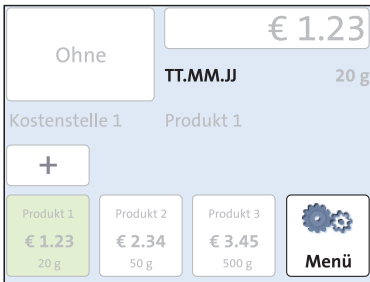 Ohne
€ 1.23
TT.MM.JJ
20 g
Kostenstelle 1
Produkt 1
+
Produkt 1
€ 1.23
20 g
Produkt 2
€ 2.34
50 g
Produkt 3
€ 3.45
500 g
Menü